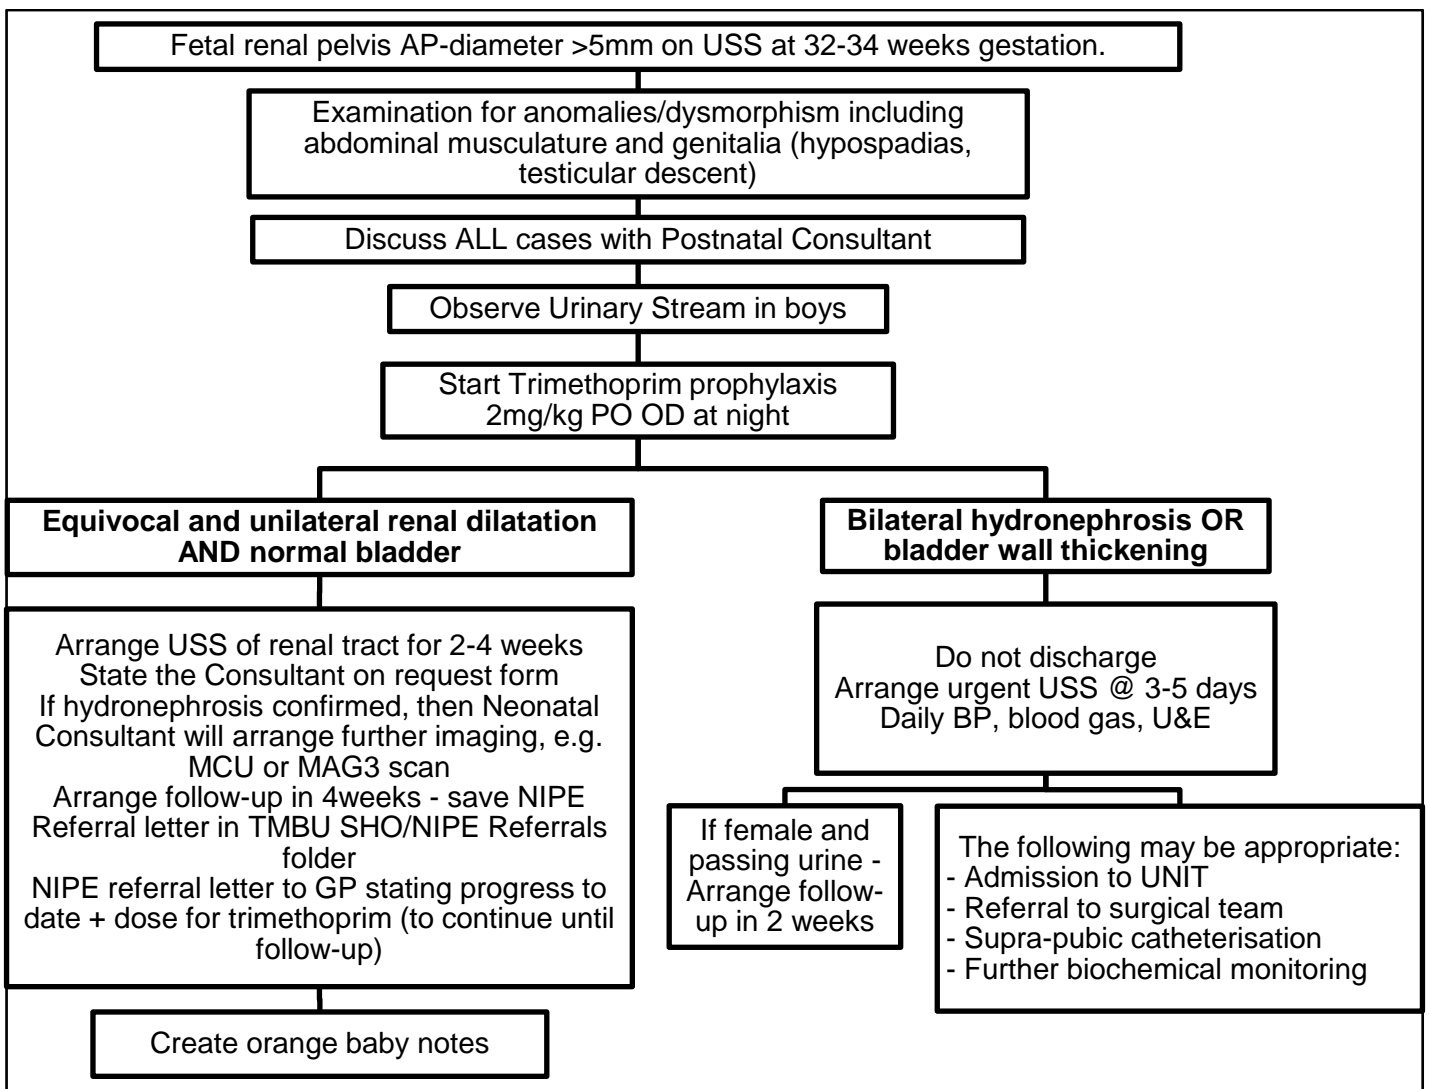 Fetal renal pelvis AP-diameter >5mm on USS at 32-34 weeks gestation.
Examination for anomalies/dysmorphism including
abdominal musculature and genitalia (hypospadias,
testicular descent)
Discuss ALL cases with Postnatal Consultant
Observe Urinary Stream in boys
Start Trimethoprim prophylaxis
2mg/kg PO OD at night
Equivocal and unilateral renal dilatation
AND normal bladder
Arrange USS of renal tract for 2-4 weeks
State the Consultant on request form
If hydronephrosis confirmed, then Neonatal
Consultant will arrange further imaging, e.g.
MCU or MAG3 scan
Arrange follow-up in 4weeks - save NIPE
Referral letter in TMBU SHO/NIPE Referrals
folder
NIPE referral letter to GP stating progress to
date + dose for trimethoprim (to continue until
follow-up)
Create orange baby notes
Bilateral hydronephrosis OR
bladder wall thickening
Do not discharge
Arrange urgent USS @ 3-5 days
Daily BP, blood gas, U&E
If female and
passing urine -
Arrange follow-
up in 2 weeks
The following may be appropriate:
- Admission to UNIT
- Referral to surgical team
- Supra-pubic catheterisation
- Further biochemical monitoring